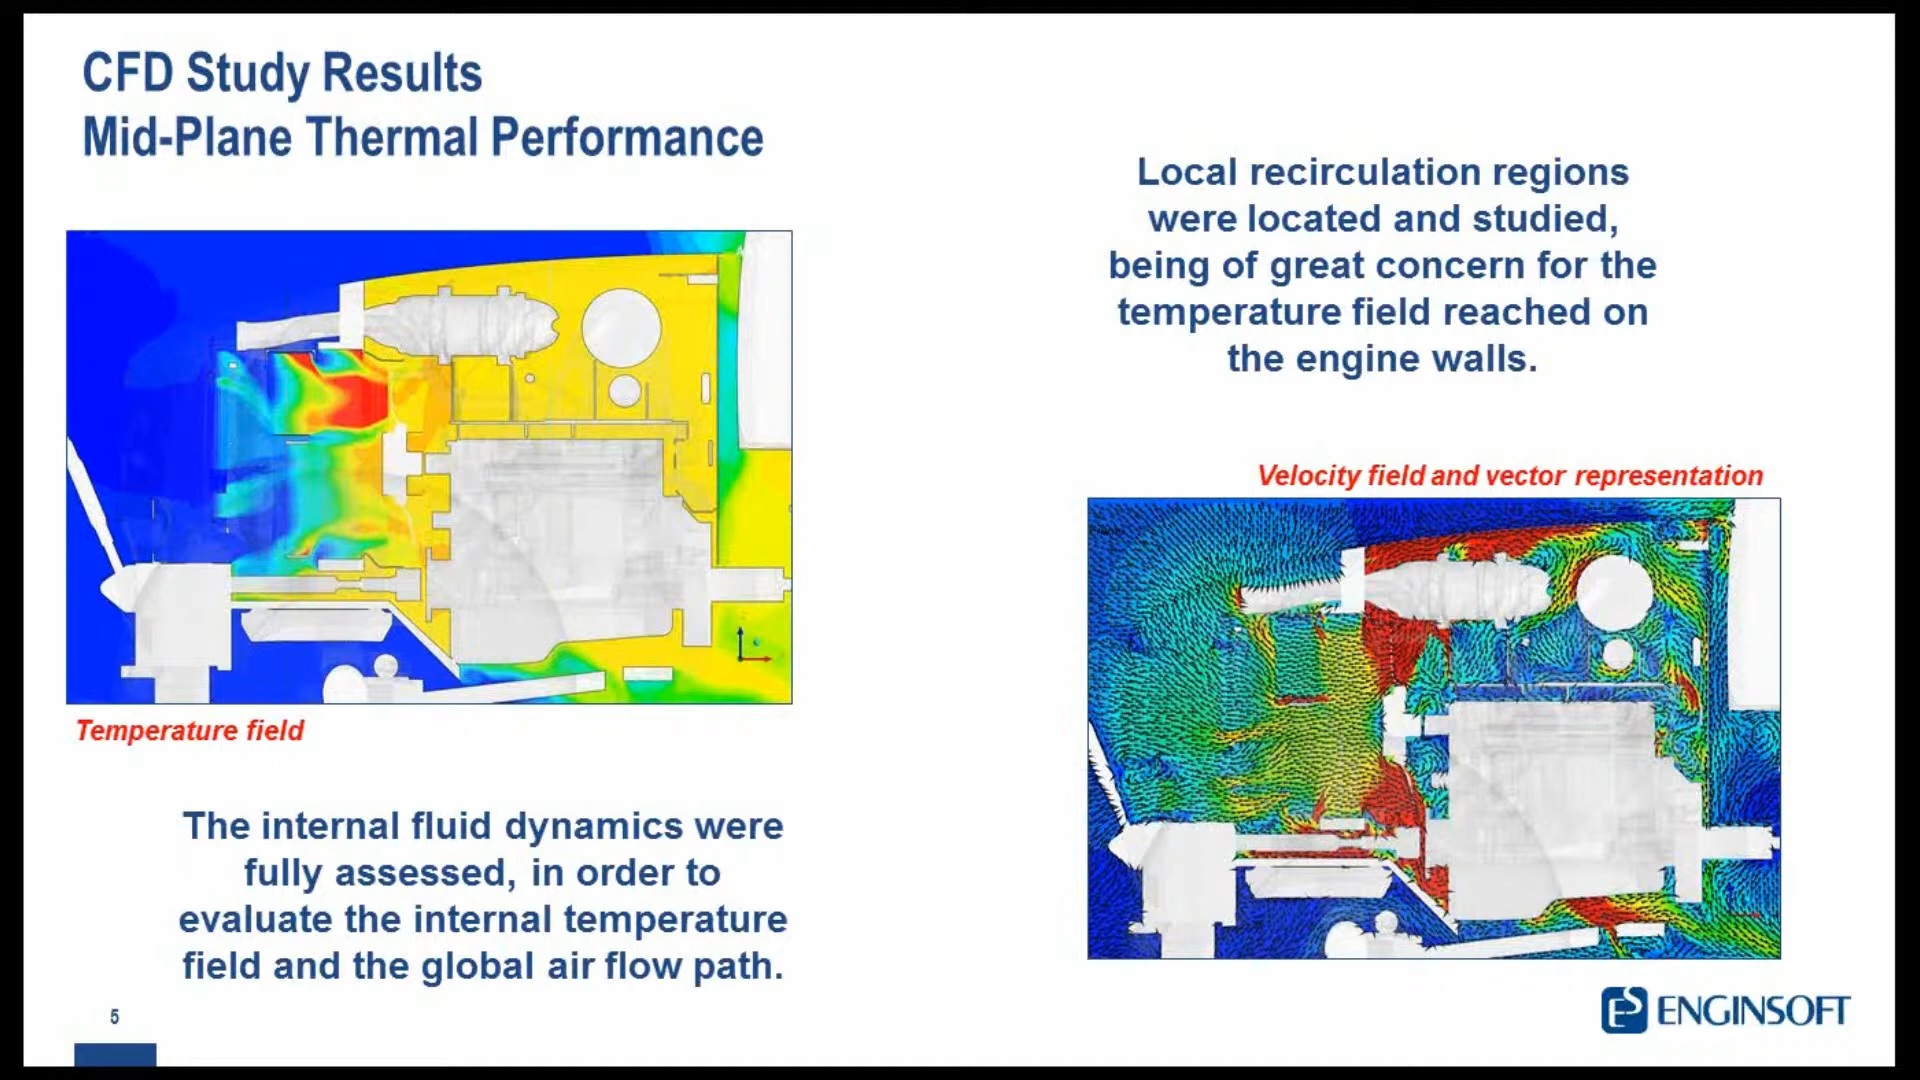 CFD Study Results
Mid-Plane Thermal Performance
Local recirculation regions
were located and studied,
being of great concern for the
temperature field reached on
the engine walls.
Velocity field and vector representation
Temperature field
The internal fluid dynamics were
fully assessed, in order to
evaluate the internal temperature
field and the global air flow path.
5
ENGINSOFT